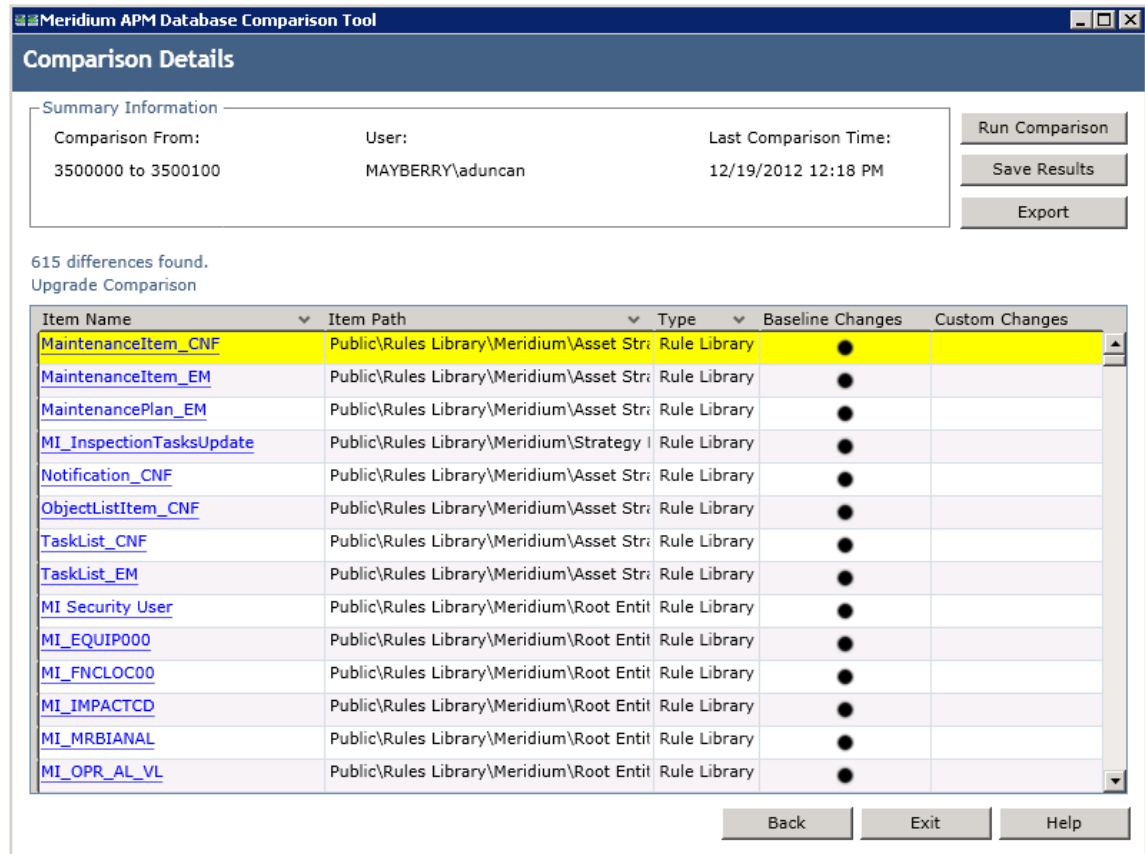 Meridium APM Database Comparison Tool
Comparison Details
Summary Information
Comparison From: User: Last Comparison Time:
3500000 to 3500100 MAYBERRY\aduncan 12/19/2012 12:18 PM
Run Comparison
Save Results
Export
615 differences found.
Upgrade Comparison
Item Name Item Path Type Baseline Changes Custom Changes
MaintenanceItem_CNF Public\Rules Library\Meridium\Asset Stra Rule Library
MaintenanceItem_EM Public\Rules Library\Meridium\Asset Stra Rule Library
MaintenancePlan_EM Public\Rules Library\Meridium\Asset Stra Rule Library
MI_InspectionTasksUpdate Public\Rules Library\Meridium\Strategy Rule Library
Notification_CNF Public\Rules Library\Meridium\Asset Stra Rule Library
ObjectListItem_CNF Public\Rules Library\Meridium\Asset Stra Rule Library
TaskList_CNF Public\Rules Library\Meridium\Asset Stra Rule Library
TaskList_EM Public\Rules Library\Meridium\Asset Stra Rule Library
MI Security User Public\Rules Library\Meridium\Root Entit Rule Library
MI_EQUIP000 Public\Rules Library\Meridium\Root Entit Rule Library
MI_FNCLOC00 Public\Rules Library\Meridium\Root Entit Rule Library
MI_IMPACTCD Public\Rules Library\Meridium\Root Entit Rule Library
MI_MRBIANAL Public\Rules Library\Meridium\Root Entit Rule Library
MI_OPR_AL_VL Public\Rules Library\Meridium\Root Entit Rule Library
Back Exit Help